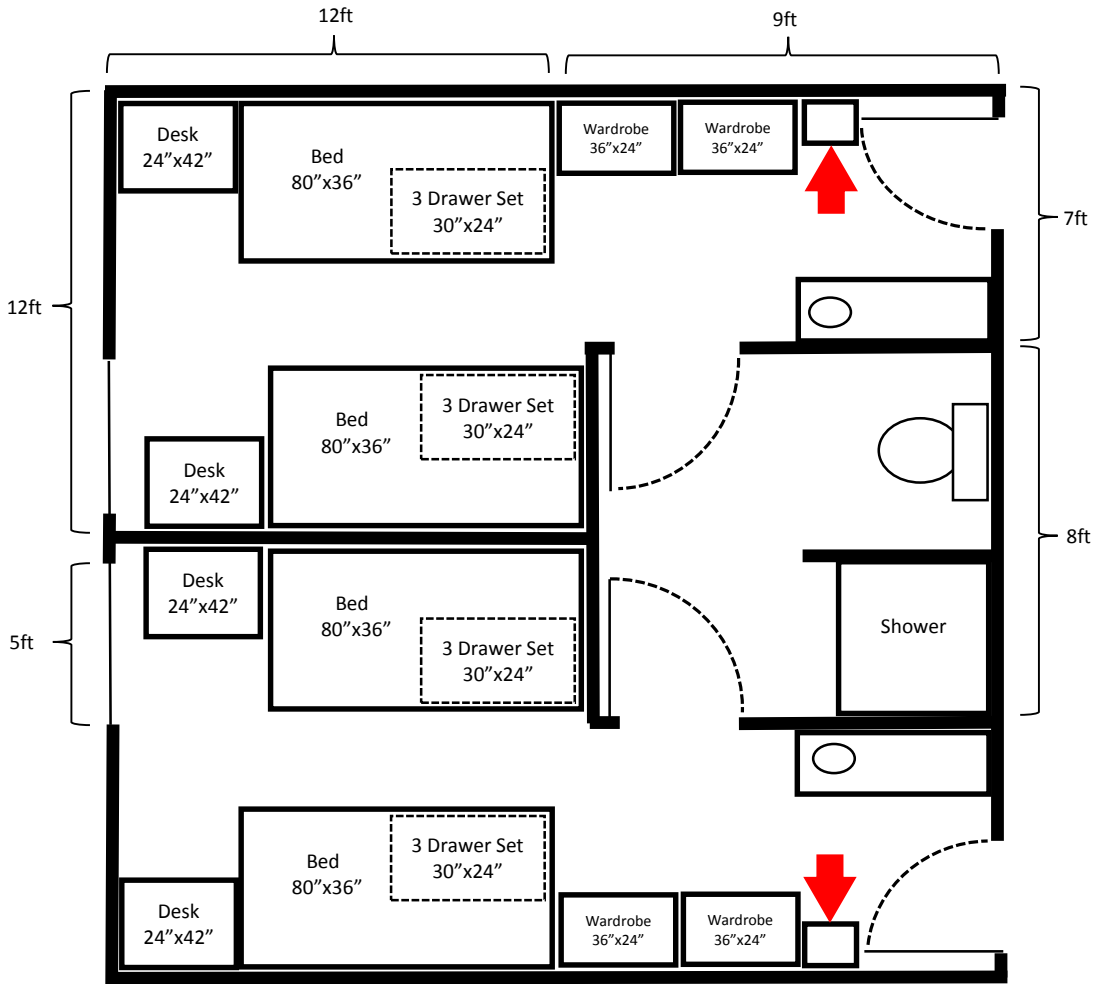 12ft
9ft
Desk
24”x42”
Bed
80”x36”
3 Drawer Set
30”x24”
Wardrobe
36”x24”
Wardrobe
36”x24”
7ft
12ft
Bed
80”x36”
3 Drawer Set
30”x24”
Desk
24”x42”
8ft
Desk
24”x42”
Bed
80”x36”
3 Drawer Set
30”x24”
5ft
Shower
Bed
80”x36”
3 Drawer Set
30”x24”
Desk
24”x42”
Wardrobe
36”x24”
Wardrobe
36”x24”